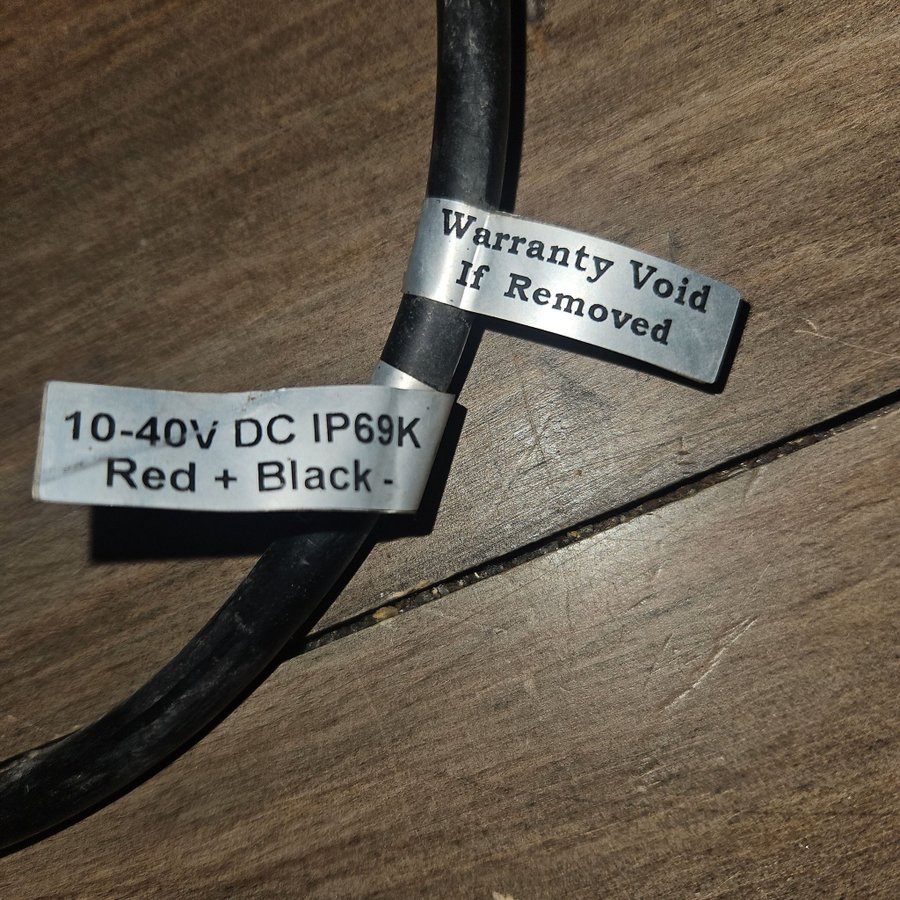 Warranty Void
If Removed
10-40V DC IP69K
Red + Black -